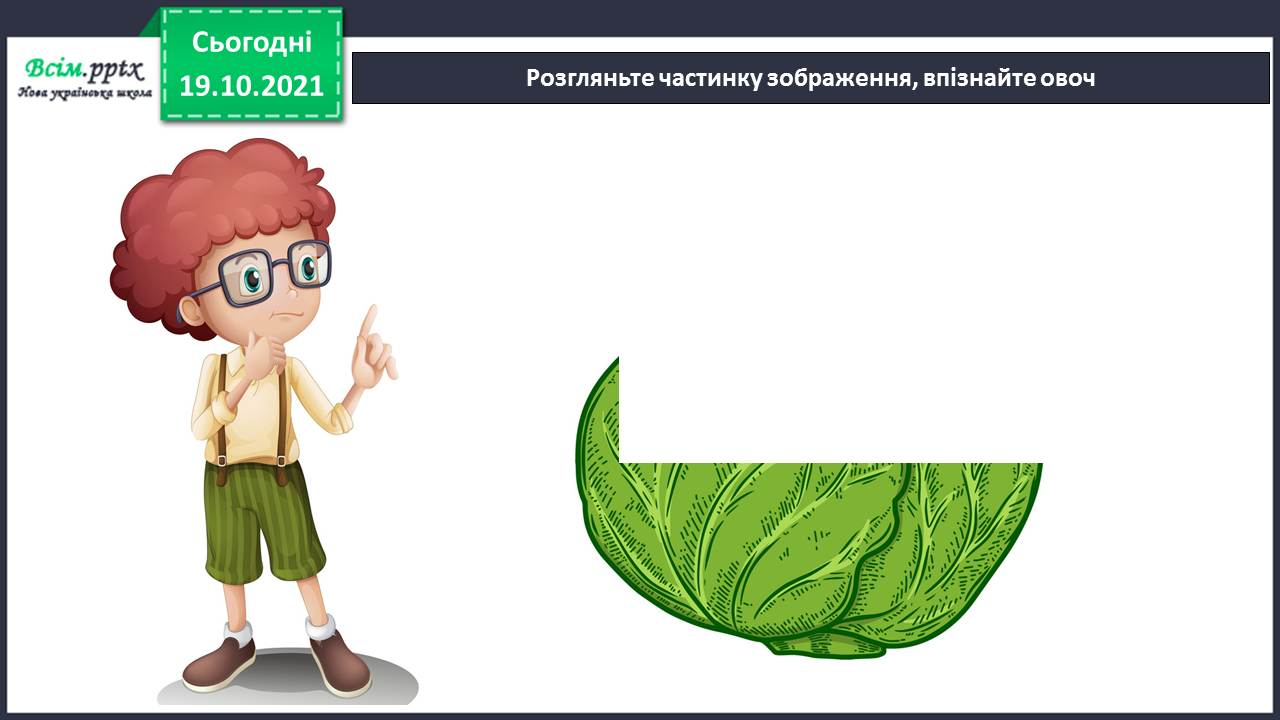 Сьогодні
19.10.2021
Всім.pptx
Нова українська школа
Розгляньте частинку зображення, впізнайте овоч